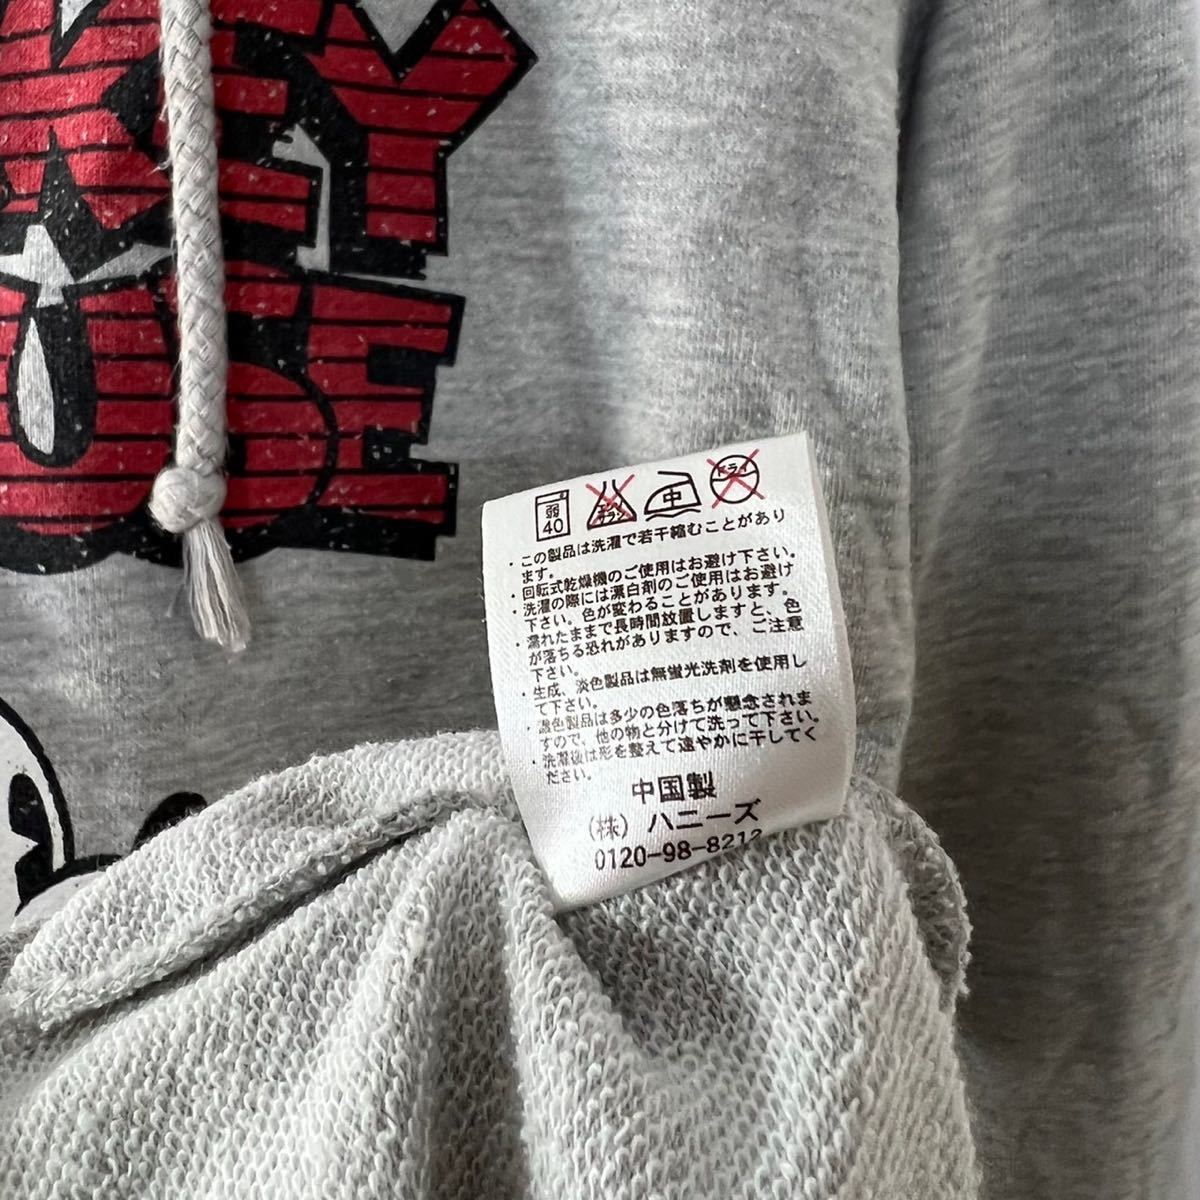 KEY
USE
弱
40
エンソ
サラシ
中
ドライ
・この製品は洗濯で若干縮むことがあり
ます。
・回転式乾燥機のご使用はお避け下さい。
・洗濯の際には漂白剤のご使用はお避け
下さい。色が変わることがあります。
・濡れたままで長時間放置しますと、色
が落ちる恐れがありますので、ご注意
下さい。
・生成、淡色製品は無蛍光洗剤を使用し
て下さい。
・濃色製品は多少の色落ちが懸念されま
すので、他の物と分けて洗って下さい。
・洗濯後は形を整えて速やかに干してく
ださい。
中国製
(株) ハニーズ
0120-98-8212